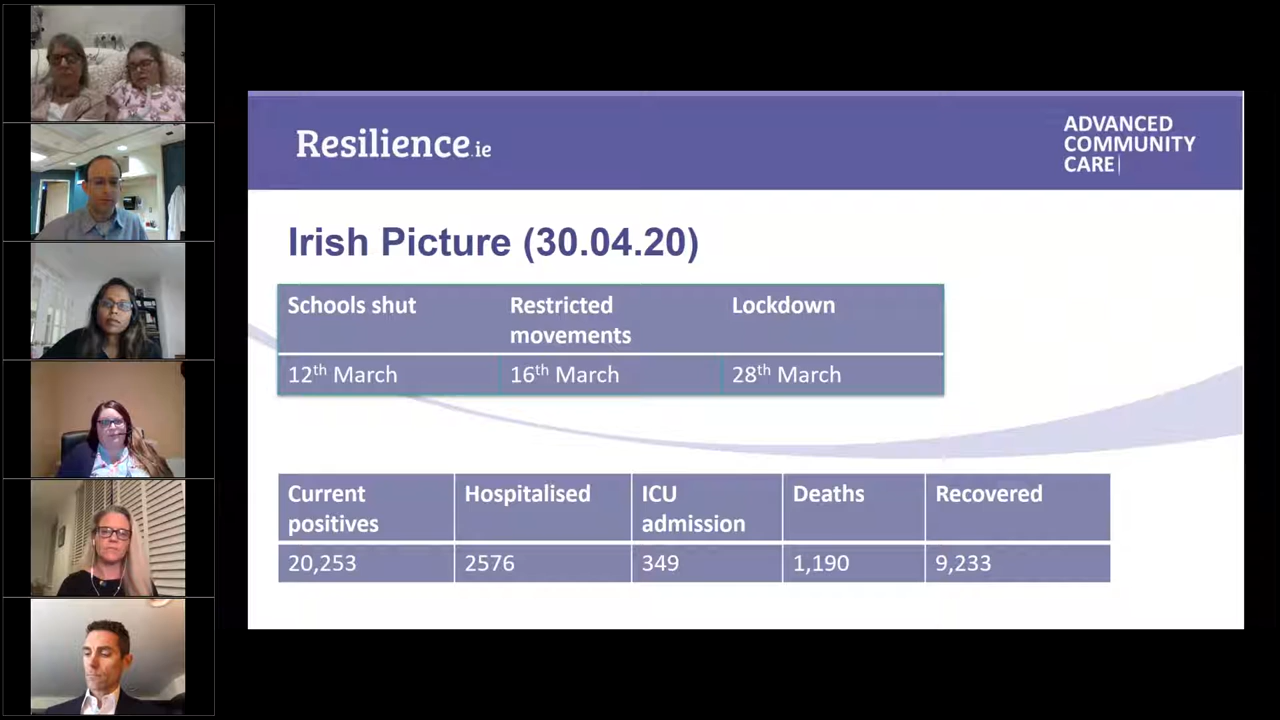 Resilience.ie
ADVANCED
COMMUNITY
CARE
Irish Picture (30.04.20)
Schools shut Restricted movements Lockdown
12th March 16th March 28th March
Current positives Hospitalised ICU admission Deaths Recovered
20,253 2576 349 1,190 9,233